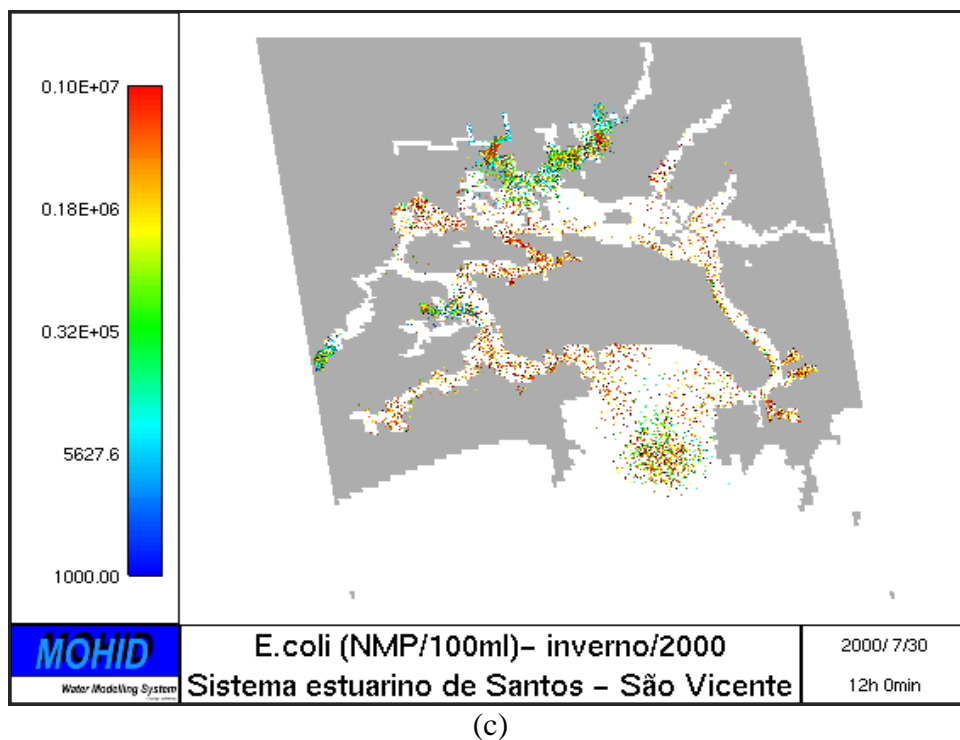 0.10E+07
0.18E+06
0.32E+05
5627.6
1000.00
MOHID
Water Modelling System
E.coli (NMP/100ml)– inverno/2000
Sistema estuarino de Santos – São Vicente
2000/ 7/30
12h 0min
(c)